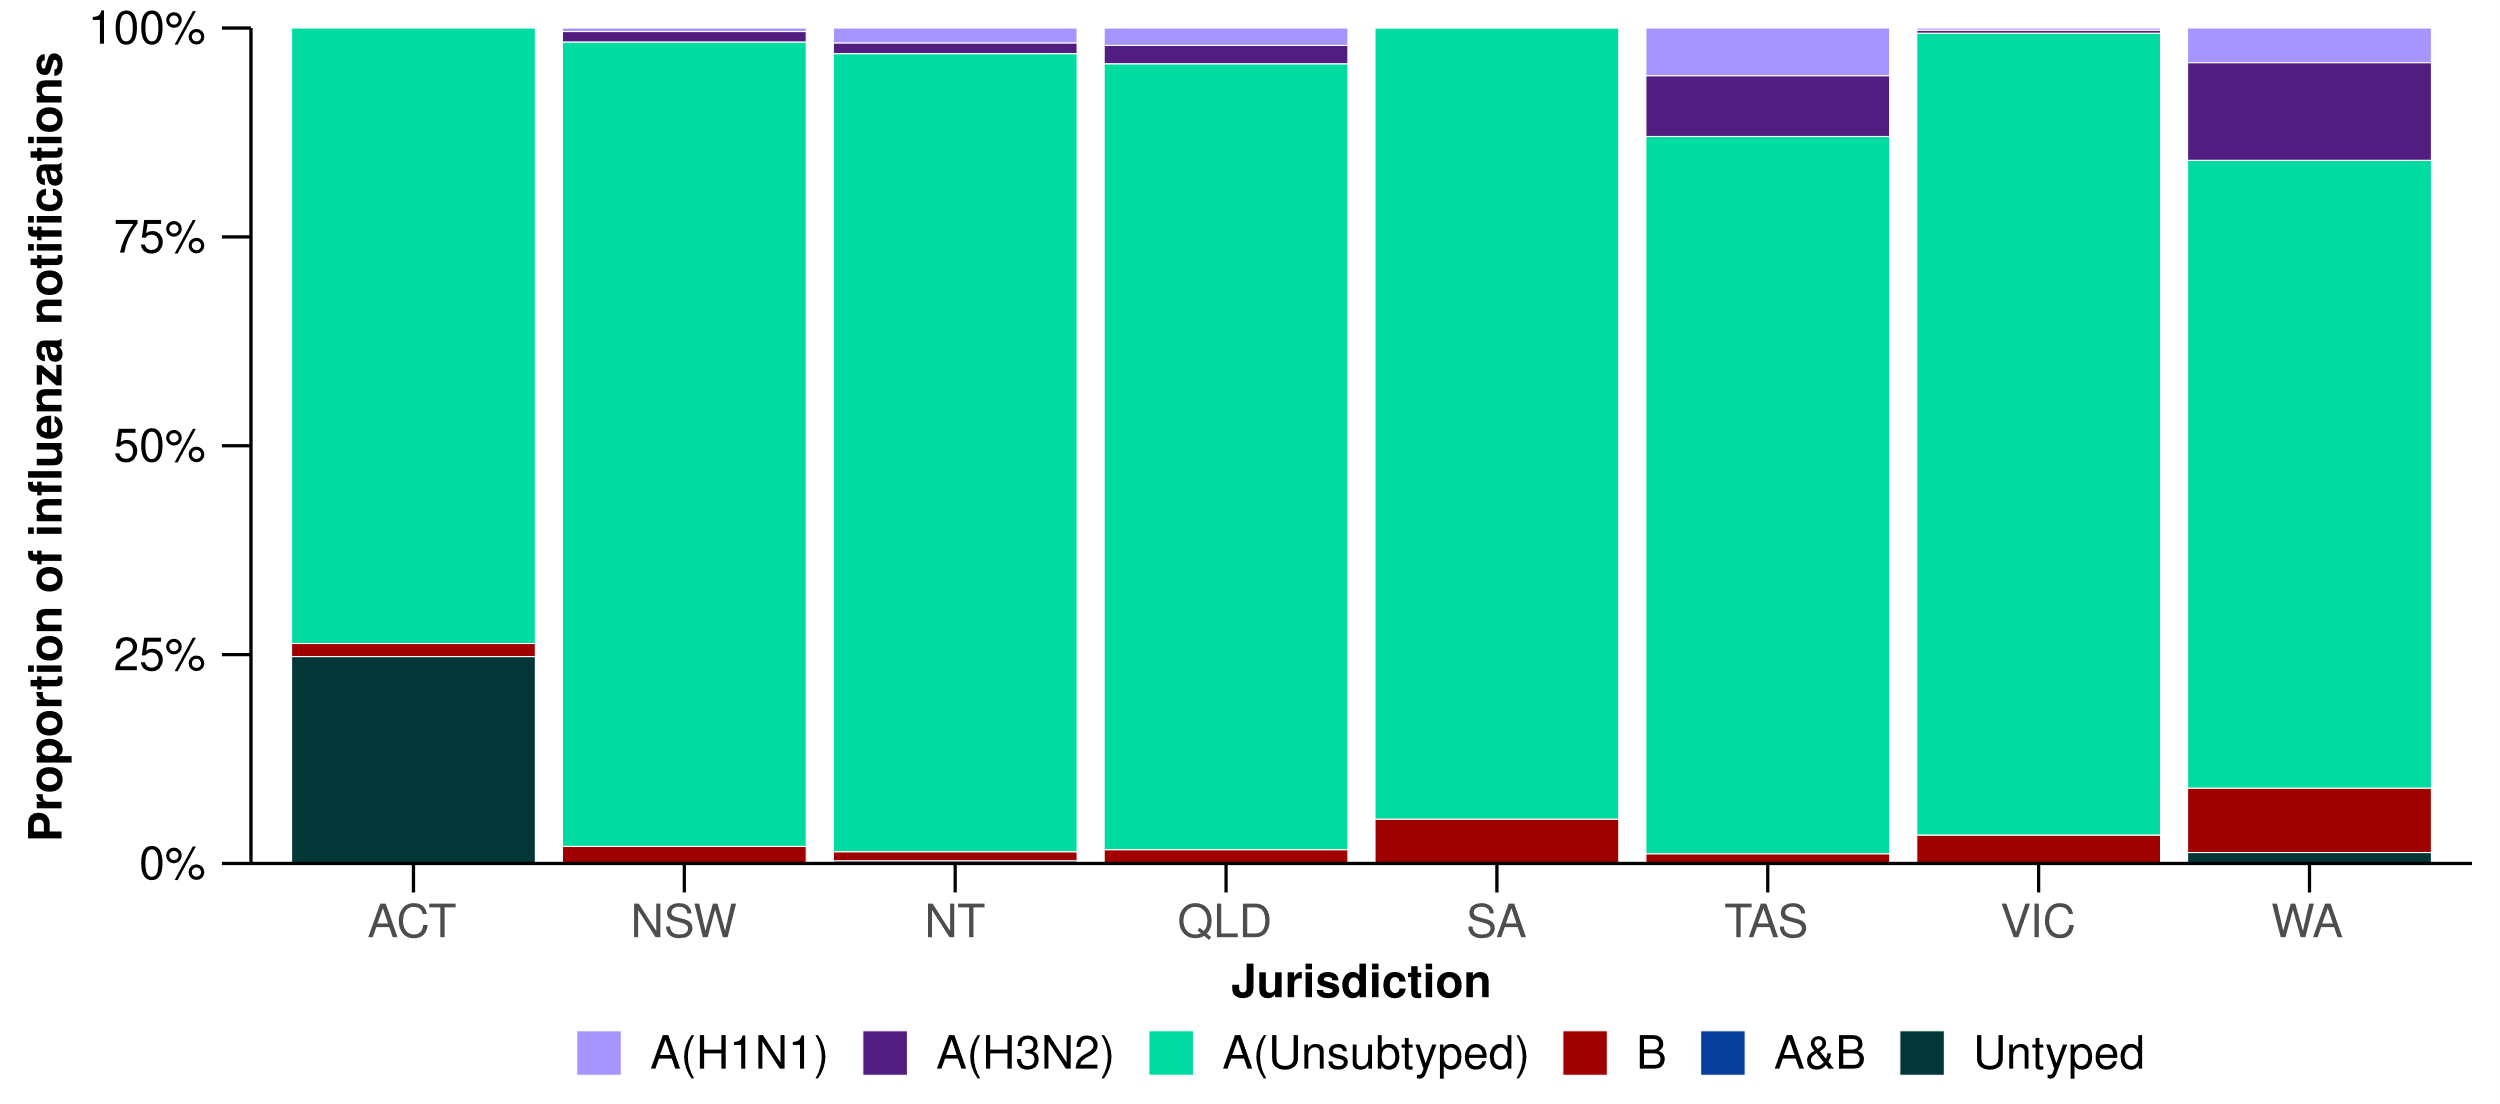 Proportion of influenza notifications
100%
75%
50%
25%
0%
ACT NSW NT QLD SA TAS VIC WA
Jurisdiction
A(H1N1) A(H3N2) A(Unsubtyped) B A&B Untyped